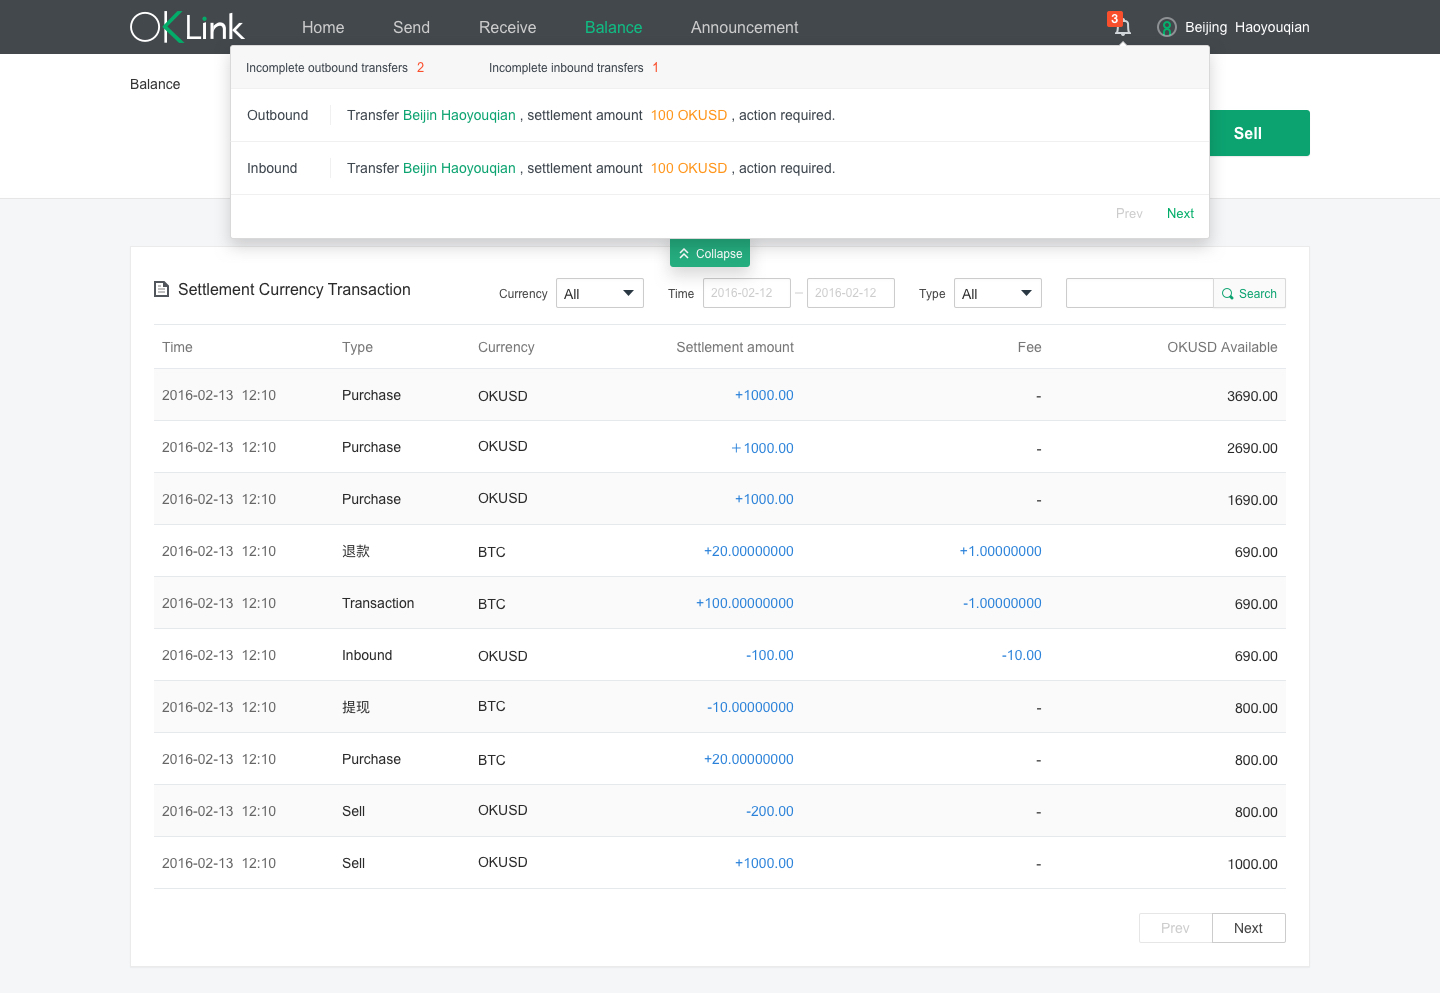 OKLink Home Send Receive Balance Announcement 3 Beijing Haoyouqian
Incomplete outbound transfers 2 Incomplete inbound transfers 1
Balance
Outbound Transfer Beijin Haoyouqian , settlement amount 100 OKUSD , action required.
Sell
Inbound Transfer Beijin Haoyouqian , settlement amount 100 OKUSD , action required.
Prev Next
Collapse
Settlement Currency Transaction Currency All Time 2016-02-12 – 2016-02-12 Type All Search
Time Type Currency Settlement amount Fee OKUSD Available
2016-02-13 12:10 Purchase OKUSD +1000.00 - 3690.00
2016-02-13 12:10 Purchase OKUSD +1000.00 - 2690.00
2016-02-13 12:10 Purchase OKUSD +1000.00 - 1690.00
2016-02-13 12:10 退款 BTC +20.00000000 +1.00000000 690.00
2016-02-13 12:10 Transaction BTC +100.00000000 -1.00000000 690.00
2016-02-13 12:10 Inbound OKUSD -100.00 -10.00 690.00
2016-02-13 12:10 提现 BTC -10.00000000 - 800.00
2016-02-13 12:10 Purchase BTC +20.00000000 - 800.00
2016-02-13 12:10 Sell OKUSD -200.00 - 800.00
2016-02-13 12:10 Sell OKUSD +1000.00 - 1000.00
Prev Next